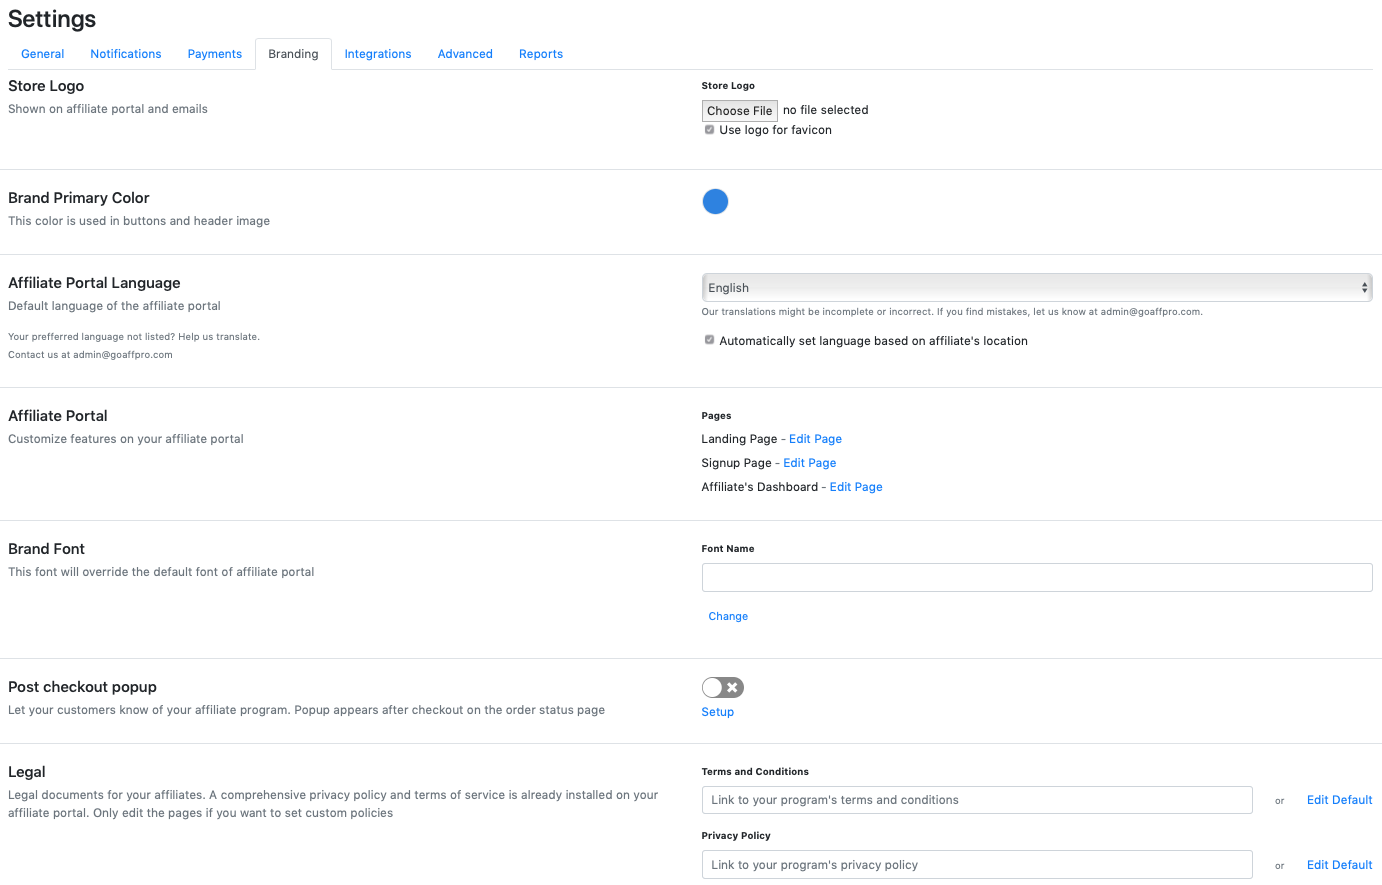 Settings
General Notifications Payments Branding Integrations Advanced Reports
Store Logo
Shown on affiliate portal and emails
Store Logo
Choose File no file selected
Use logo for favicon
Brand Primary Color
This color is used in buttons and header image
Affiliate Portal Language
Default language of the affiliate portal
Your prefferred language not listed? Help us translate.
Contact us at admin@goaffpro.com
English
Our translations might be incomplete or incorrect. If you find mistakes, let us know at admin@goaffpro.com.
Automatically set language based on affiliate's location
Affiliate Portal
Customize features on your affiliate portal
Pages
Landing Page - Edit Page
Signup Page - Edit Page
Affiliate's Dashboard - Edit Page
Brand Font
This font will override the default font of affiliate portal
Font Name
Change
Post checkout popup
Let your customers know of your affiliate program. Popup appears after checkout on the order status page
Setup
Legal
Legal documents for your affiliates. A comprehensive privacy policy and terms of service is already installed on your
affiliate portal. Only edit the pages if you want to set custom policies
Terms and Conditions
Link to your program's terms and conditions or Edit Default
Privacy Policy
Link to your program's privacy policy or Edit Default